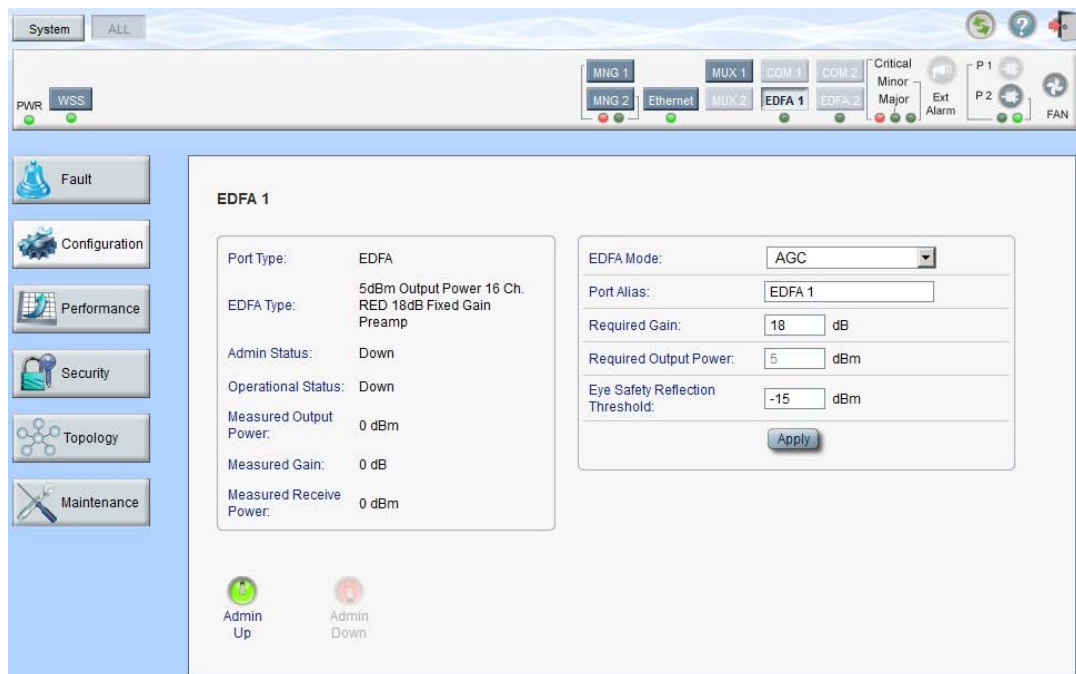 System ALL
PWR WSS
MNG 1 MUX 1 COM 1 COM 2 Critical P 1
Minor
MNG 2 Ethernet MUX 2 EDFA 1 EDFA 2 Major Ext Alarm P 2 FAN
Fault
Configuration
Performance
Security
Topology
Maintenance
EDFA 1
Port Type: EDFA
EDFA Type: 5dBm Output Power 16 Ch.
RED 18dB Fixed Gain
Preamp
Admin Status: Down
Operational Status: Down
Measured Output
Power: 0 dBm
Measured Gain: 0 dB
Measured Receive
Power: 0 dBm
EDFA Mode: AGC
Port Alias: EDFA 1
Required Gain: 18 dB
Required Output Power: 5 dBm
Eye Safety Reflection
Threshold: -15 dBm
Apply
Admin
Up
Admin
Down